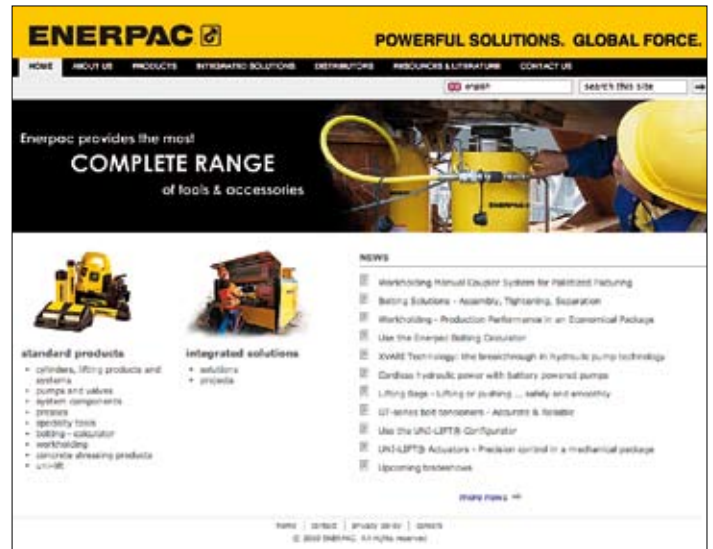 ENERPAC
POWERFUL SOLUTIONS. GLOBAL FORCE.
HOME ABOUT US PRODUCTS INTEGRATED SOLUTIONS DISTRIBUTORS RESOURCES & LITERATURE CONTACT US
english search this site
Enerpac provides the most
COMPLETE RANGE
of tools & accessories
ENERPAC
standard products
• cylinders, lifting products and
systems
• pumps and valves
• system components
• presses
• specialty tools
• bolting - calculator
• workholding
• concrete stressing products
• uni-lift
integrated solutions
• solutions
• projects
NEWS
Workholding Manual Coupler System for Palletized Fixturing
Bolting Solutions - Assembly, Tightening, Separation
Workholding - Production Performance in an Economical Package
Use the Enerpac Bolting Calculator
XVARI Technology: the breakthrough in hydraulic pump technology
Cordless hydraulic power with battery powered pumps
Lifting Bags - Lifting or pushing ... safely and smoothly
GT-series bolt tensioners - Accurate & Reliable
Use the UNI-LIFT® Configurator
UNI-LIFT® Actuators - Precision control in a mechanical package
Upcoming tradeshows
more news
home | contact | privacy policy | careers
© 2010 ENERPAC. All rights reserved